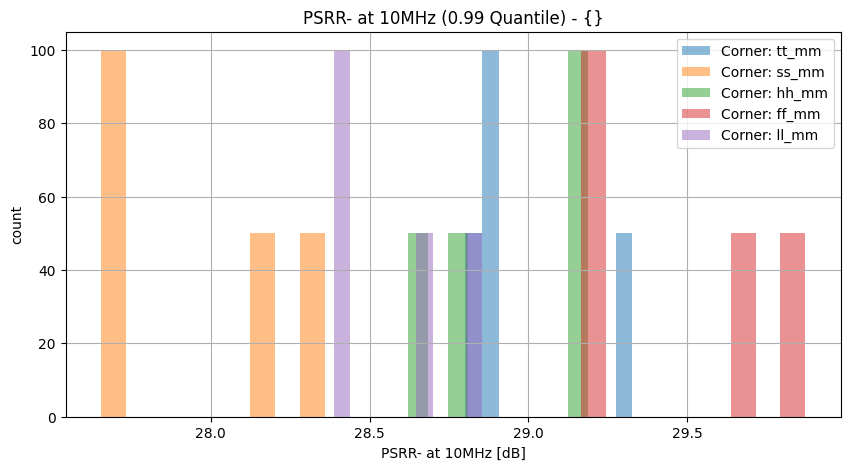 PSRR- at 10MHz (0.99 Quantile) - {}
Corner: tt_mm
Corner: ss_mm
Corner: hh_mm
Corner: ff_mm
Corner: ll_mm
100
80
60
40
20
0
count
28.0 28.5 29.0 29.5
PSRR- at 10MHz [dB]